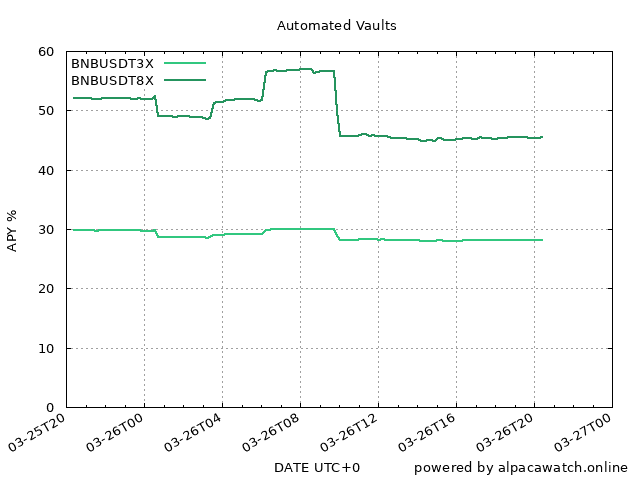 Automated Vaults
BNBUSDT3X
BNBUSDT8X
60
50
40
30
20
10
0
APY %
03-25T20
03-26T00
03-26T04
03-26T08
03-26T12
03-26T16
03-26T20
03-27T00
DATE UTC+0
powered by alpacawatch.online